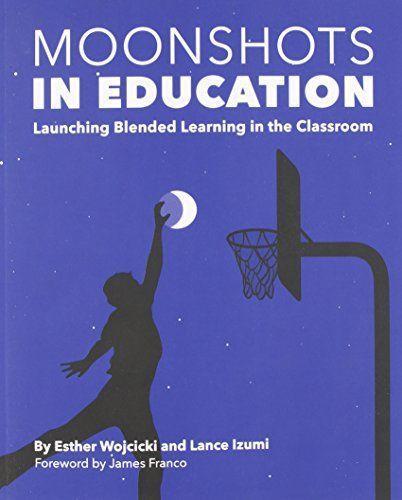 MOONSHOTS
IN EDUCATION
Launching Blended Learning in the Classroom
By Esther Wojcicki and Lance Izumi
Foreword by James Franco